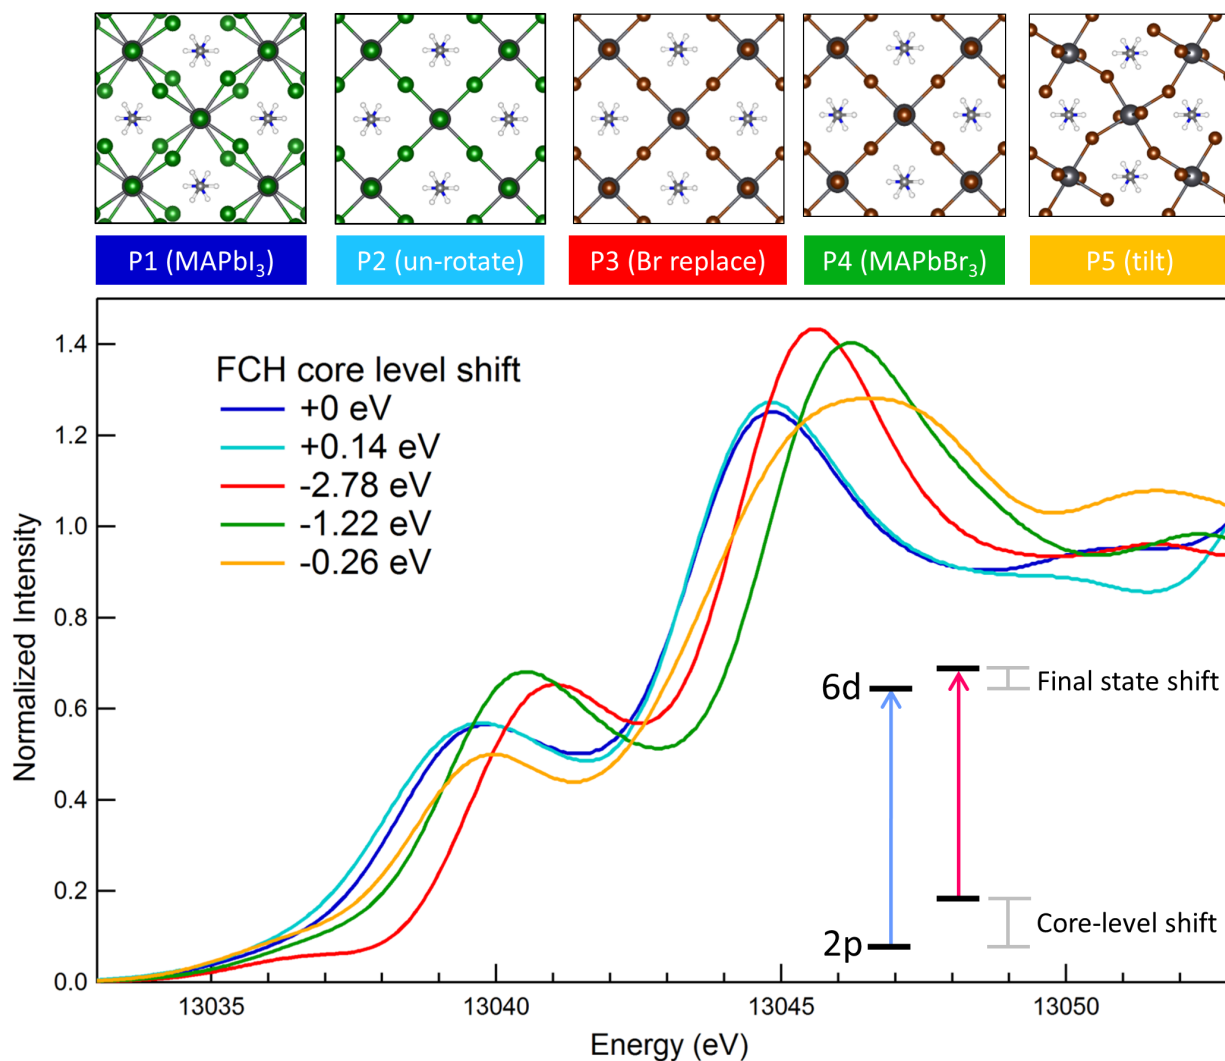 P1 (MAPbI₃) P2 (un-rotate) P3 (Br replace) P4 (MAPbBr₃) P5 (tilt)
FCH core level shift
+0 eV
+0.14 eV
-2.78 eV
-1.22 eV
-0.26 eV
Normalized Intensity
1.4
1.2
1.0
0.8
0.6
0.4
0.2
0.0
6d
Final state shift
2p
Core-level shift
13035 13040 13045 13050
Energy (eV)